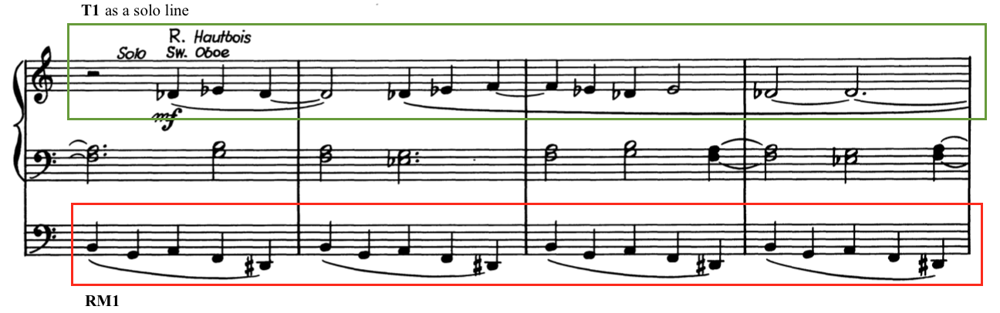 T1 as a solo line
R. Hautbois
Solo Sw. Oboe
mf
RM1